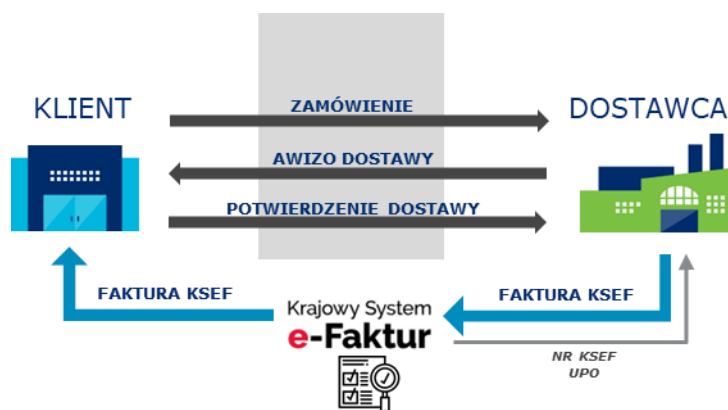 KLIENT
ZAMÓWIENIE
DOSTAWCA
AWIZO DOSTAWY
POTWIERDZENIE DOSTAWY
FAKTURA KSEF
FAKTURA KSEF
Krajowy System
e-Faktur
NR KSEF
UPO